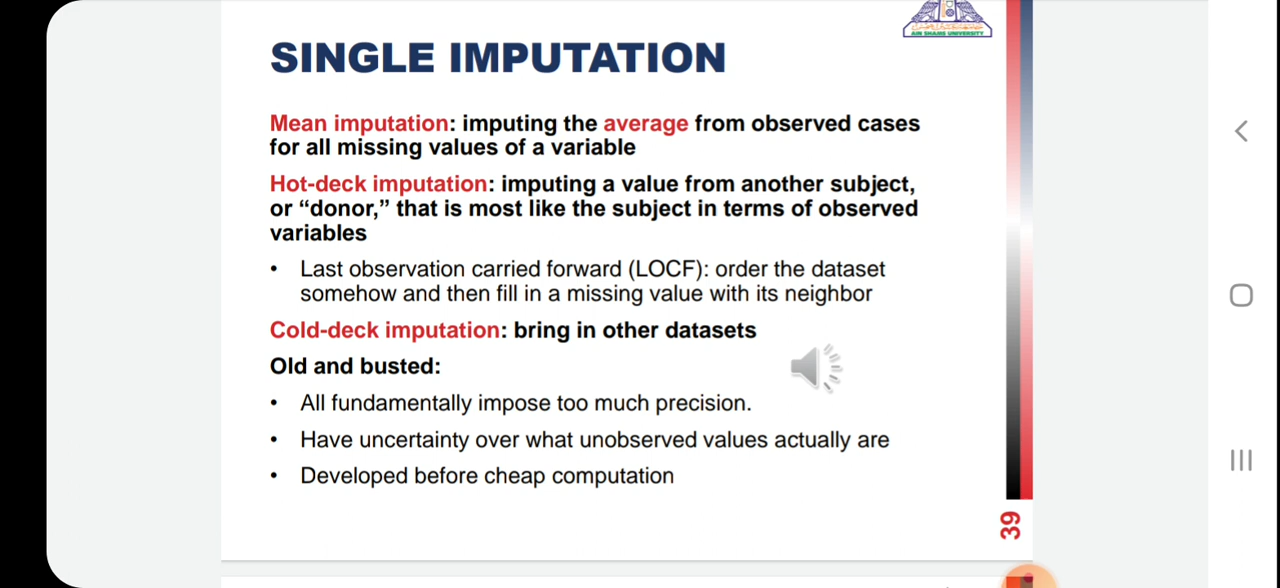 AIN SHAMS UNIVERSITY
SINGLE IMPUTATION
Mean imputation: imputing the average from observed cases
for all missing values of a variable
Hot-deck imputation: imputing a value from another subject,
or “donor,” that is most like the subject in terms of observed
variables
• Last observation carried forward (LOCF): order the dataset
somehow and then fill in a missing value with its neighbor
Cold-deck imputation: bring in other datasets
Old and busted:
• All fundamentally impose too much precision.
• Have uncertainty over what unobserved values actually are
• Developed before cheap computation
39